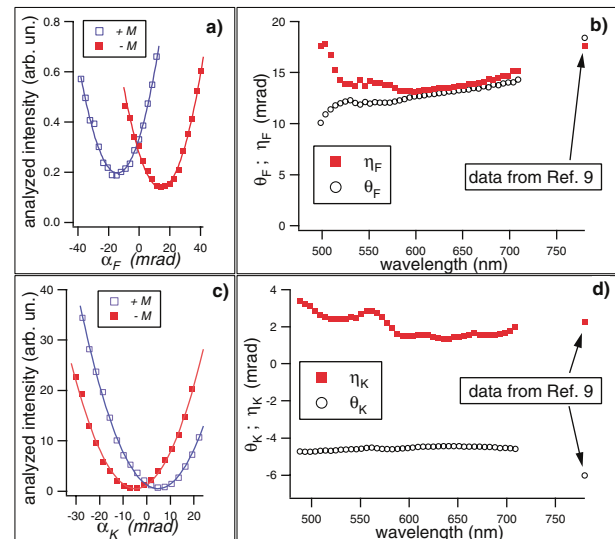 a)
+ M
- M
analyzed intensity (arb. un.)
0.8
0.6
0.4
0.2
0.0
-40 -20 0 20 40
α_F (mrad)
b)
θ_F ; η_F (mrad)
20
15
10
5
0
η_F
θ_F
data from Ref. 9
500 550 600 650 700 750
wavelength (nm)
c)
+ M
- M
analyzed intensity (arb. un.)
40
30
20
10
0
-30 -20 -10 0 10 20
α_K (mrad)
d)
θ_K ; η_K (mrad)
4
2
0
-2
-4
-6
η_K
θ_K
data from Ref. 9
500 550 600 650 700 750
wavelength (nm)